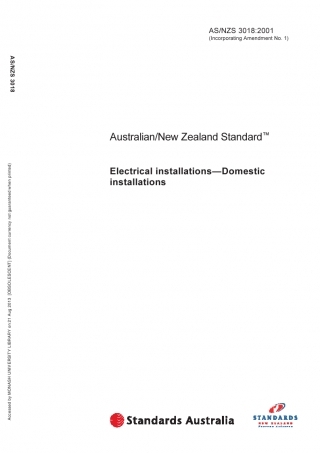 AS/NZS 3018:2001
(Incorporating Amendment No. 1)
AS/NZS 3018
Australian/New Zealand Standard™
Electrical installations—Domestic
installations
Accessed by MONASH UNIVERSITY LIBRARY on 21 Aug 2013 [OBSOLESCENT] (Document currency not guaranteed when printed)
Standards Australia
STANDARDS
NEW ZEALAND